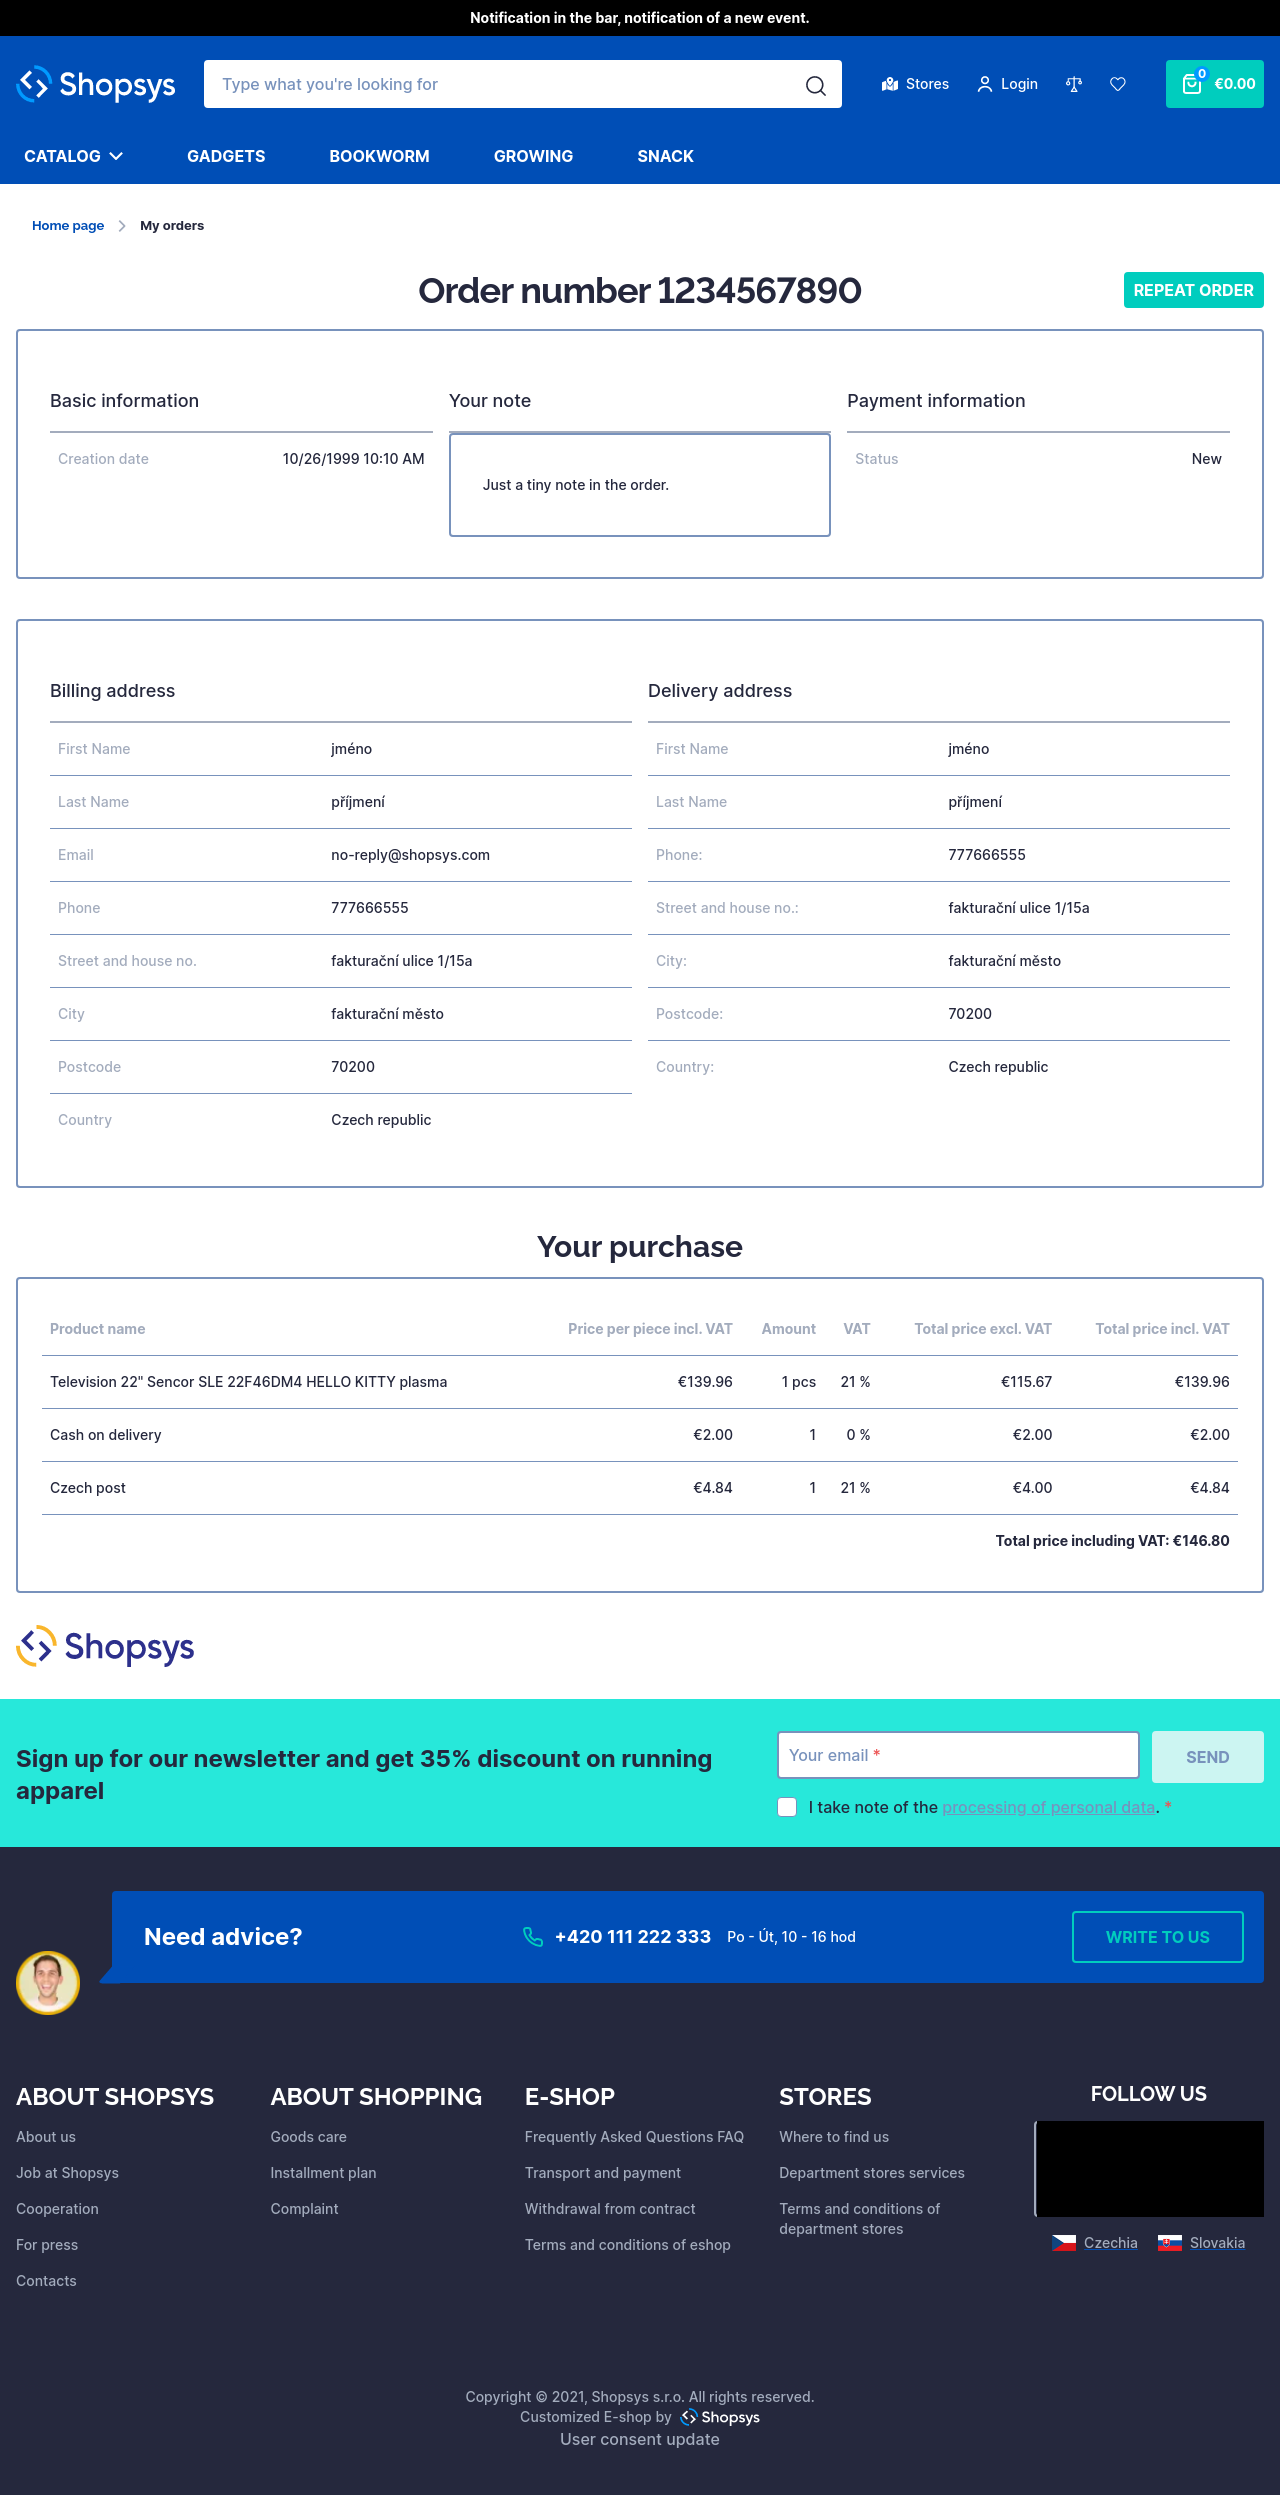 Notification in the bar, notification of a new event.
Shopsys
Type what you're looking for
Stores
Login
0
€0.00
CATALOG
GADGETS
BOOKWORM
GROWING
SNACK
Home page
My orders
Order number 1234567890
REPEAT ORDER
Basic information
Creation date 10/26/1999 10:10 AM
Your note
Just a tiny note in the order.
Payment information
Status New
Billing address
First Name jméno
Last Name příjmení
Email no-reply@shopsys.com
Phone 777666555
Street and house no. fakturační ulice 1/15a
City fakturační město
Postcode 70200
Country Czech republic
Delivery address
First Name jméno
Last Name příjmení
Phone: 777666555
Street and house no.: fakturační ulice 1/15a
City: fakturační město
Postcode: 70200
Country: Czech republic
Your purchase
Product name Price per piece incl. VAT Amount VAT Total price excl. VAT Total price incl. VAT
Television 22" Sencor SLE 22F46DM4 HELLO KITTY plasma €139.96 1 pcs 21 % €115.67 €139.96
Cash on delivery €2.00 1 0 % €2.00 €2.00
Czech post €4.84 1 21 % €4.00 €4.84
Total price including VAT: €146.80
Shopsys
Sign up for our newsletter and get 35% discount on running
apparel
Your email *
SEND
I take note of the processing of personal data. *
Need advice?
+420 111 222 333
Po - Út, 10 - 16 hod
WRITE TO US
ABOUT SHOPSYS
About us
Job at Shopsys
Cooperation
For press
Contacts
ABOUT SHOPPING
Goods care
Installment plan
Complaint
E-SHOP
Frequently Asked Questions FAQ
Transport and payment
Withdrawal from contract
Terms and conditions of eshop
STORES
Where to find us
Department stores services
Terms and conditions of
department stores
FOLLOW US
Czechia
Slovakia
Copyright © 2021, Shopsys s.r.o. All rights reserved.
Customized E-shop by Shopsys
User consent update